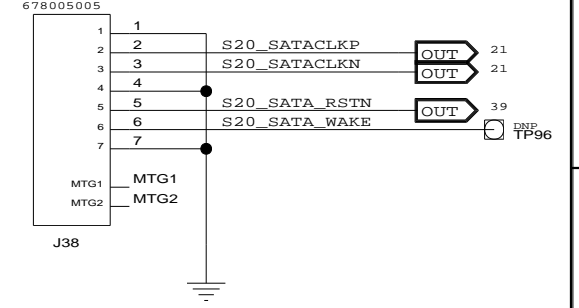 678005005
1 1
2 2 S20_SATACLKP OUT 21
3 3 S20_SATACLKN OUT 21
4 4
5 5 S20_SATA_RSTN OUT 39
6 6 S20_SATA_WAKE DNP
TP96
7 7
MTG1 MTG1
MTG2 MTG2
J38